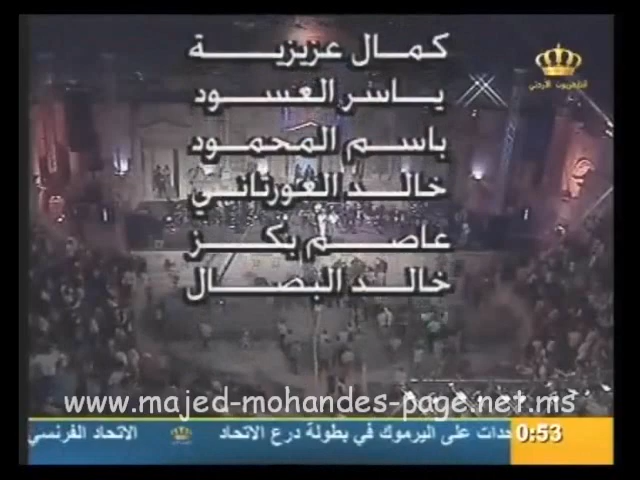 كمال عزيزية
التلفزيون الأردني
ياسر العسود
باسم المحمود
خالد العورتاني
عاصم بكز
خالد البصال
www.majed-mohandes-page.net.ms
0:53
حدات على اليرموك في بطولة درع الاتحاد
الاتحاد الفرنسي